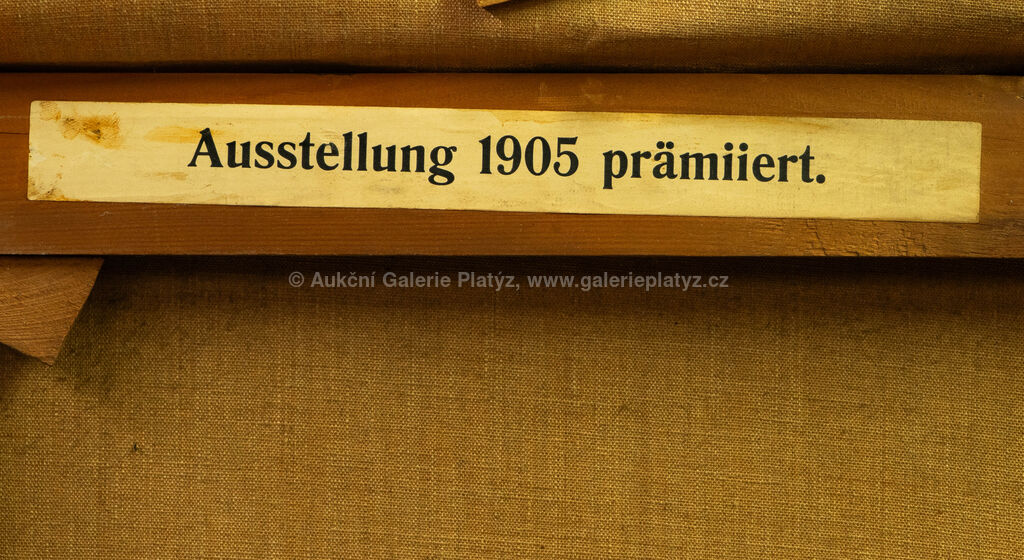 Ausstellung 1905 prämiiert.
© Aukční Galerie Platýz, www.galerieplatyz.cz